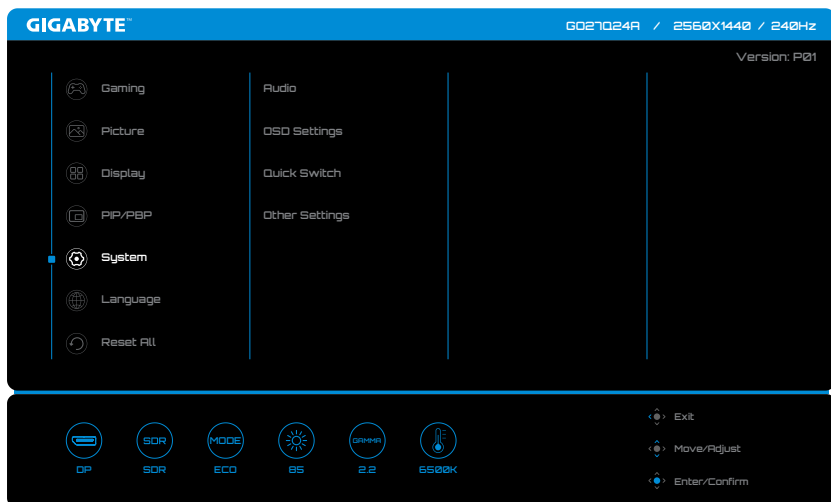 GIGABYTE™
GO27Q24A / 2560X1440 / 240Hz
Version: P01
Gaming
Picture
Display
PIP/PBP
System
Language
Reset All
Audio
OSD Settings
Quick Switch
Other Settings
SDR
MODE
GAMMA
DP
SDR
ECO
85
2.2
6500K
Exit
Move/Adjust
Enter/Confirm